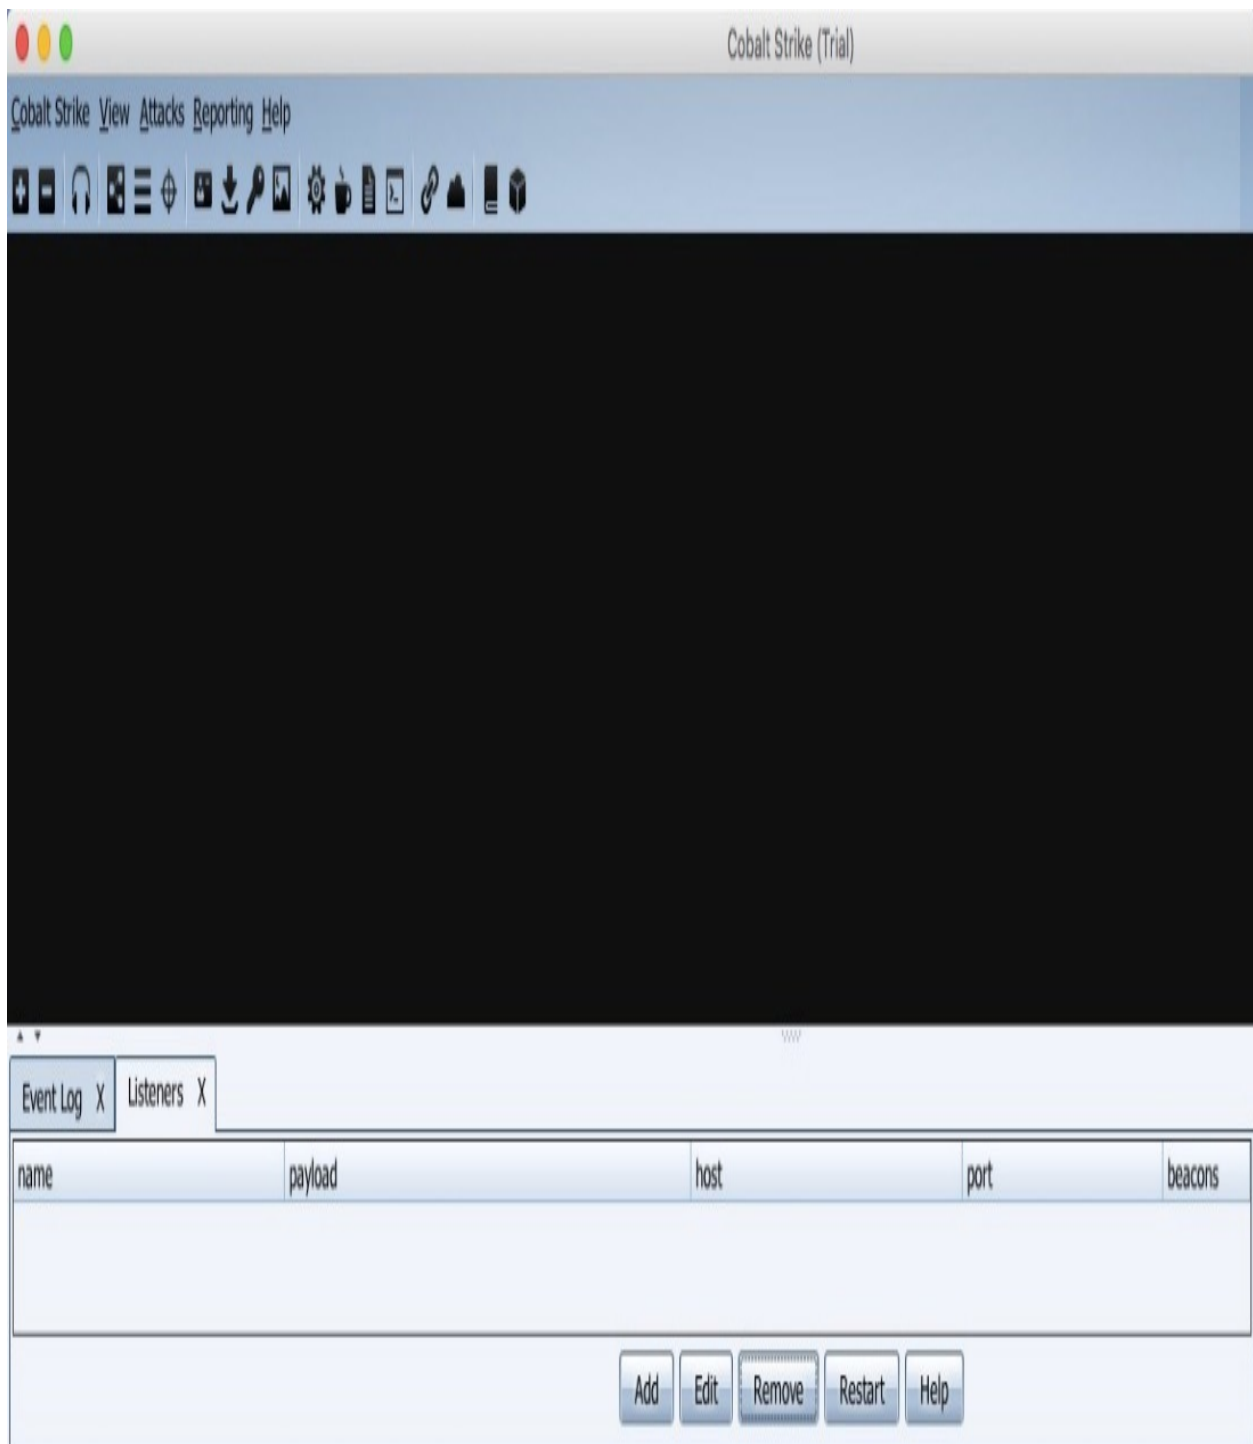 Cobalt Strike (Trial)
Cobalt Strike View Attacks Reporting Help
Event Log X Listeners X
name payload host port beacons
Add Edit Remove Restart Help